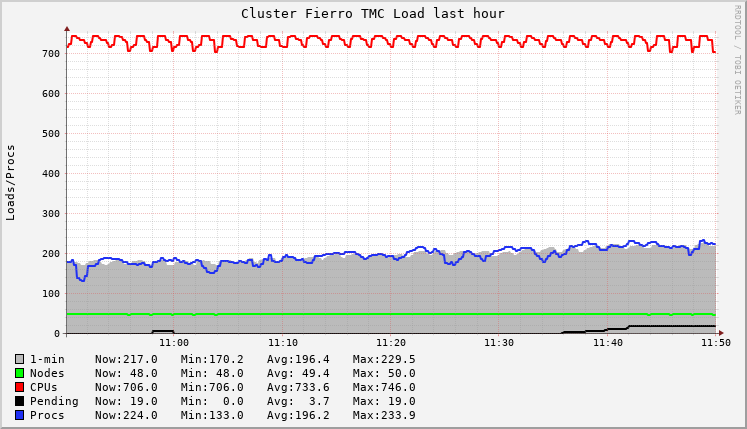 Cluster Fierro TMC Load last hour
RRDTOOL / TOBI OETIKER
Loads/Procs
700
600
500
400
300
200
100
0
11:00 11:10 11:20 11:30 11:40 11:50
1-min Now:217.0 Min:170.2 Avg:196.4 Max:229.5
Nodes Now: 48.0 Min: 48.0 Avg: 49.4 Max: 50.0
CPUs Now:706.0 Min:706.0 Avg:733.6 Max:746.0
Pending Now: 19.0 Min: 0.0 Avg: 3.7 Max: 19.0
Procs Now:224.0 Min:133.0 Avg:196.2 Max:233.9